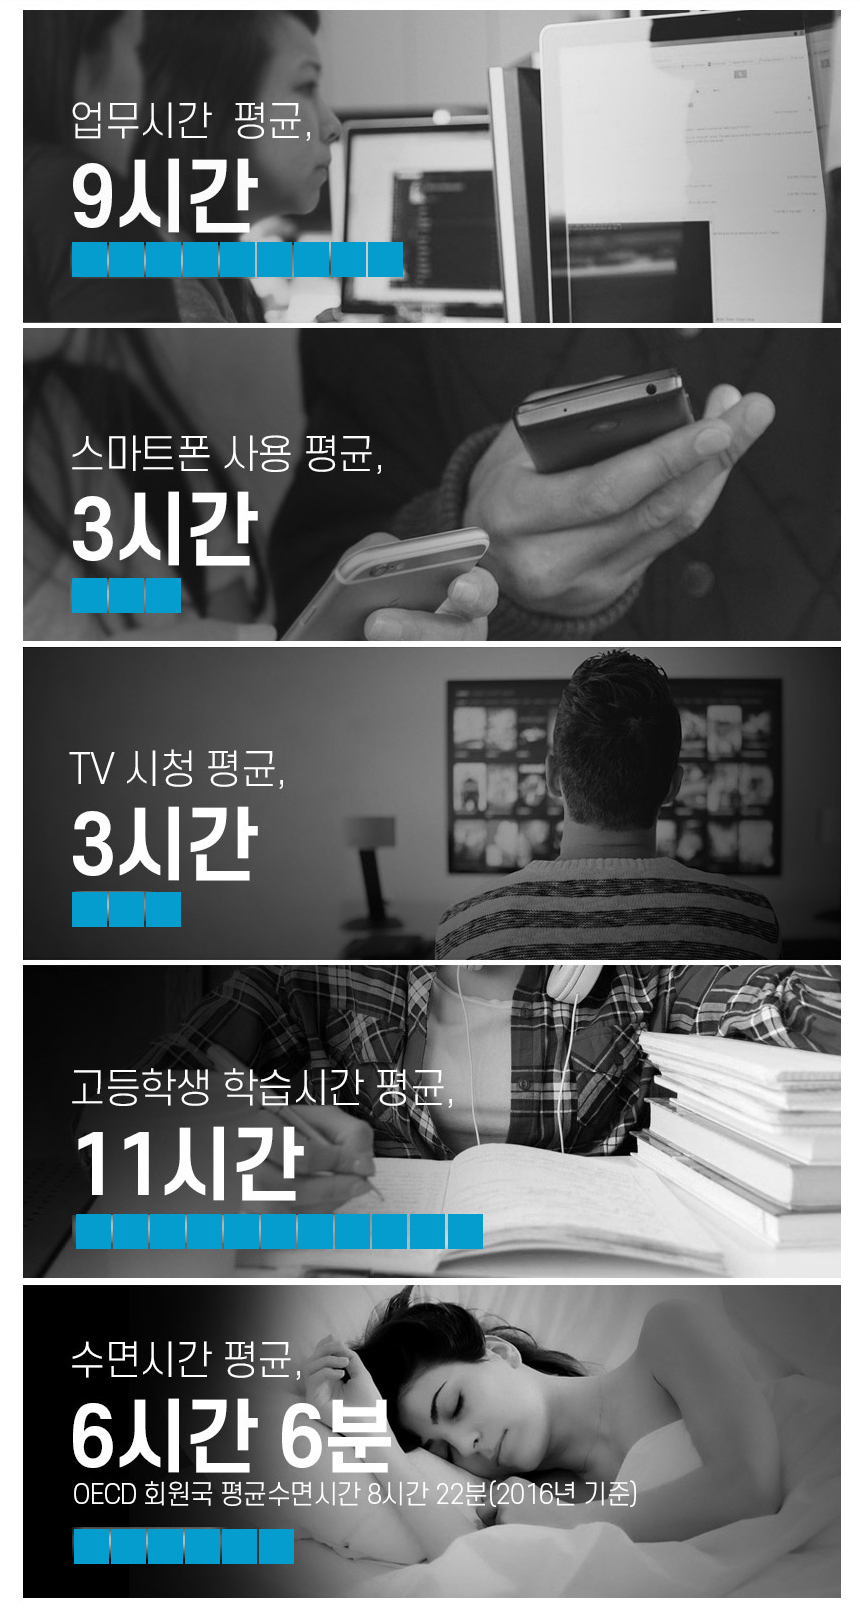 업무시간 평균,
9시간
스마트폰 사용 평균,
3시간
TV 시청 평균,
3시간
고등학생 학습시간 평균,
11시간
수면시간 평균,
6시간 6분
OECD 회원국 평균수면시간 8시간 22분(2016년 기준)